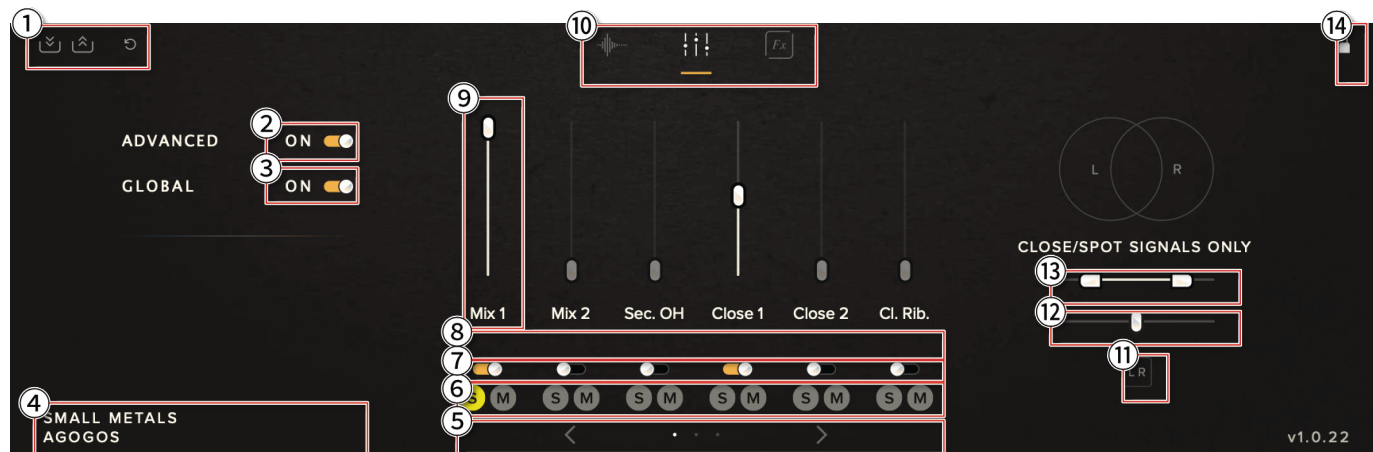 1
10
14
Fx
9
2
ADVANCED ON
3
GLOBAL ON
L R
CLOSE/SPOT SIGNALS ONLY
13
12
Mix 1 Mix 2 Sec. OH Close 1 Close 2 Cl. Rib.
8
7
11
L R
6
S M S M S M S M S M S M
4
SMALL METALS
AGOGOS
5
v1.0.22